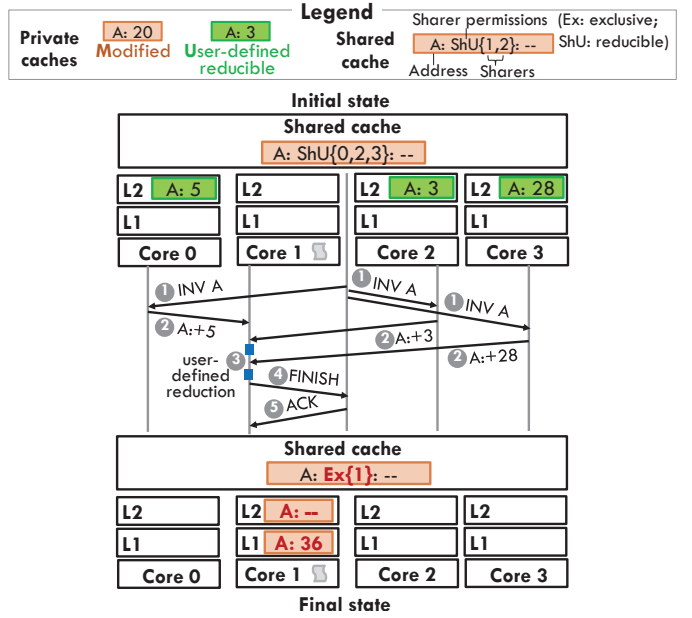 Legend
Private caches
A: 20
Modified
A: 3
User-defined reducible
Shared cache
Sharer permissions (Ex: exclusive; ShU: reducible)
A: ShU{1,2}: --
Address
Sharers
Initial state
Shared cache
A: ShU{0,2,3}: --
L2 A: 5
L2
L2 A: 3
L2 A: 28
L1
L1
L1
L1
Core 0
Core 1
Core 2
Core 3
1 INV A
1 INV A
1 INV A
2 A:+5
2 A:+3
2 A:+28
3
user-
defined
reduction
4 FINISH
5 ACK
Shared cache
A: Ex{1}: --
L2
L2 A: --
L2
L2
L1
L1 A: 36
L1
L1
Core 0
Core 1
Core 2
Core 3
Final state